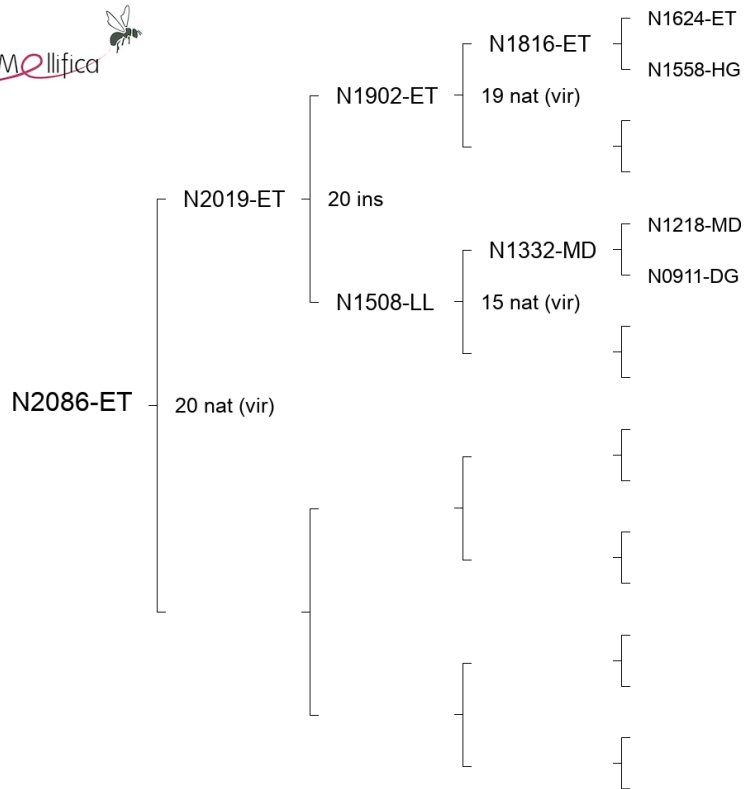 Mellifica
N1624-ET
N1816-ET
N1558-HG
N1902-ET
19 nat (vir)
N2019-ET
20 ins
N1218-MD
N1332-MD
N0911-DG
N1508-LL
15 nat (vir)
N2086-ET
20 nat (vir)